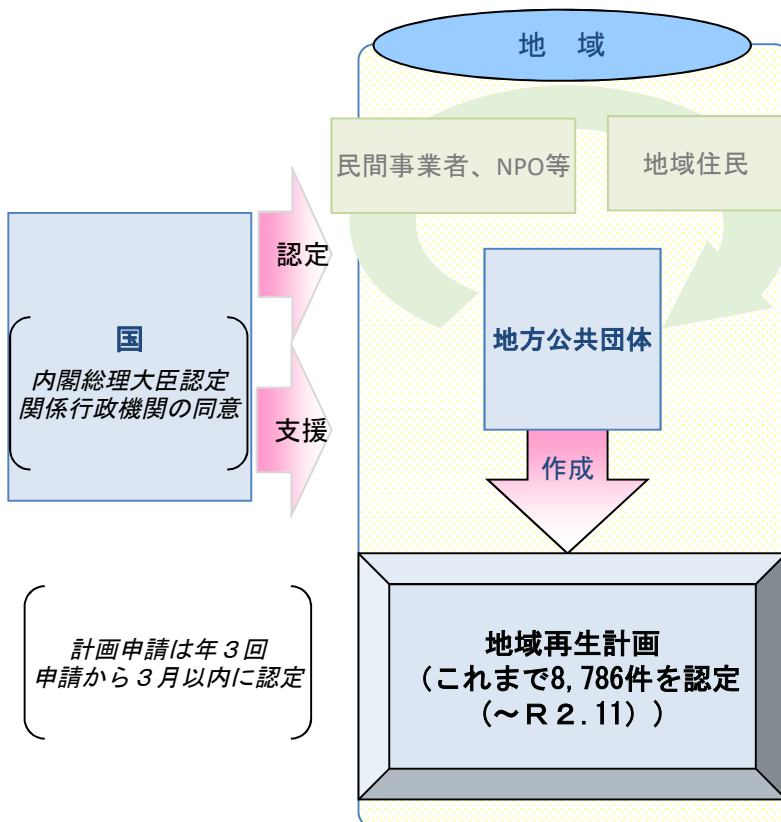 地　域
民間事業者、NPO等
地域住民
認定
国
内閣総理大臣認定
関係行政機関の同意
支援
地方公共団体
作成
計画申請は年３回
申請から３月以内に認定
地域再生計画
（これまで8,786件を認定
（～Ｒ２.11））